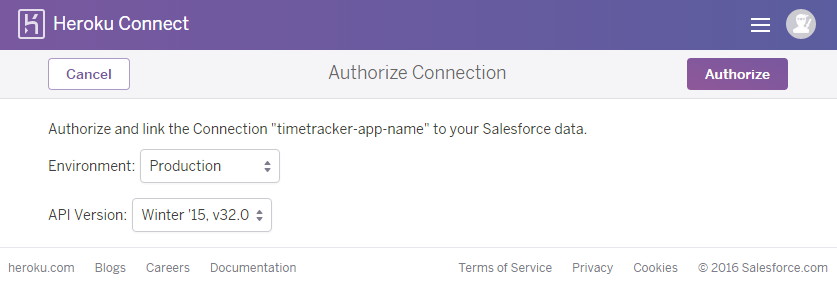 Heroku Connect
Cancel Authorize Connection Authorize
Authorize and link the Connection "timetracker-app-name" to your Salesforce data.
Environment: Production
API Version: Winter '15, v32.0
heroku.com Blogs Careers Documentation Terms of Service Privacy Cookies © 2016 Salesforce.com